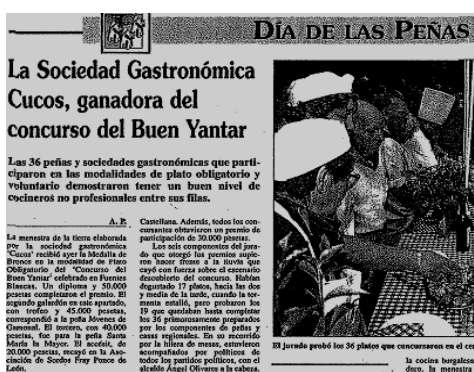 DÍA DE LAS PEÑAS
La Sociedad Gastronómica
Cucos, ganadora del
concurso del Buen Yantar
Las 36 peñas y sociedades gastronómicas que parti-
ciparon en las modalidades de plato obligatorio y
voluntario demostraron tener un buen nivel de
cocineros no profesionales entre sus filas.
A. P.
La menestra de la tierra elaborada
por la sociedad gastronómica
'Cucos' recibió ayer la Medalla de
Bronce en la modalidad de Plato
Obligatorio del "Concurso del
Buen Yantar' celebrado en Fuentes
Blancas. Un diploma y 50.000
pesetas completaron el premio. El
segundo galardón en este apartado,
con trofeo y 45.000 pesetas,
correspondió a la peña Jóvenes de
Gamonal. El tercero, con 40.000
pesetas, fue para la peña Santa
María la Mayor. El accésit, de
20.000 pesetas, recayó en la Aso-
ciación de Sordos Fray Ponce de
León.
Castellana. Además, todos los con-
cursantes obtuvieron un premio de
participación de 30.000 pesetas.
Los seis componentes del jura-
do que otorgó los premios supie-
ron hacer frente a la lluvia que
cayó con fuerza sobre el escenario
descubierto del concurso. Habían
degustado 17 platos, hacia las dos
y media de la tarde, cuando la tor-
menta estalló, pero probaron los
19 que quedaban hasta completar
los 36 primorosamente preparados
por los componentes de peñas y
casas regionales. En su recorrido
por la hilera de mesas, estuvieron
acompañados por políticos de
todos los partidos políticos, con el
alcalde Ángel Olivares a la cabeza.
El jurado probó los 36 platos que concursaron en el
la cocina burgalesa
doro, la menestra